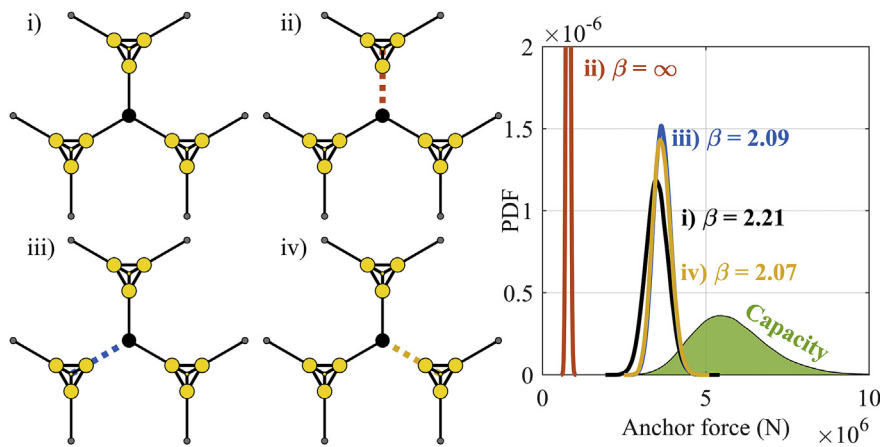 i)
ii)
iii)
iv)
×10⁻⁶
2
1.5
1
0.5
0
PDF
ii) β = ∞
iii) β = 2.09
i) β = 2.21
iv) β = 2.07
Capacity
0
5
10
×10⁶
Anchor force (N)